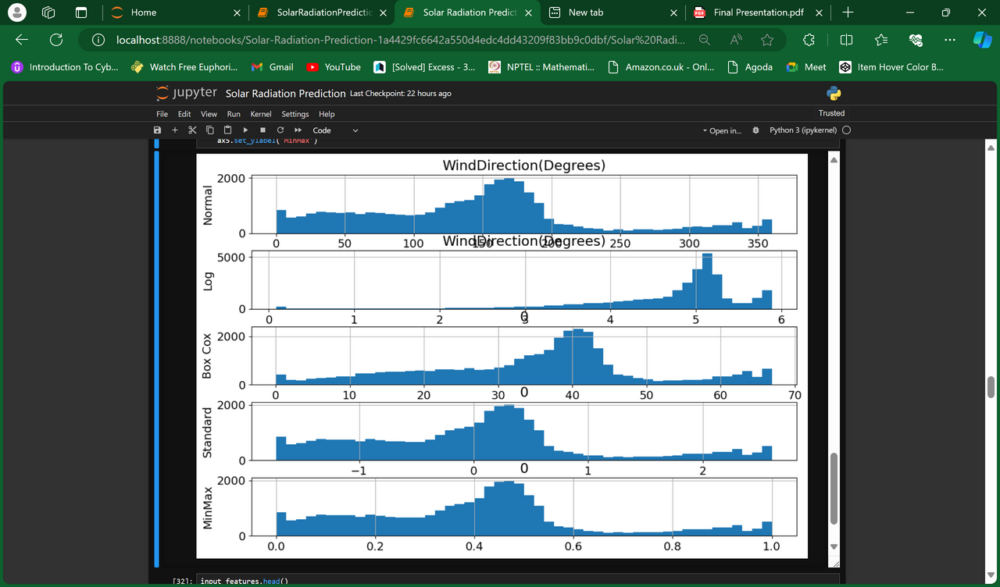 Home
SolarRadiationPredictic
Solar Radiation Predict
New tab
PDF
Final Presentation.pdf
localhost:8888/notebooks/Solar-Radiation-Prediction-1a4429fc6642a550d4edc4dd43209f83bb9c0dbf/Solar%20Radi...
Introduction To Cyb...
Watch Free Euphori...
Gmail
YouTube
[Solved] Excess - 3...
NPTEL :: Mathemati...
Amazon.co.uk - Onl...
Agoda
Meet
Item Hover Color B...
jupyter Solar Radiation Prediction Last Checkpoint: 22 hours ago
File Edit View Run Kernel Settings Help
Trusted
Code
Open in...
Python 3 (ipykernel)
ax5.set_ylabel('MinMax')
WindDirection(Degrees)
Normal
2000
0
0 50 100 150 200 250 300 350
WindDirection(Degrees)
Log
5000
0
0 1 2 3 4 5 6
0
Box Cox
2000
0
0 10 20 30 40 50 60 70
0
Standard
2000
0
−1 0 1 2
0
MinMax
2000
0
0.0 0.2 0.4 0.6 0.8 1.0
[32]: input_features.head()